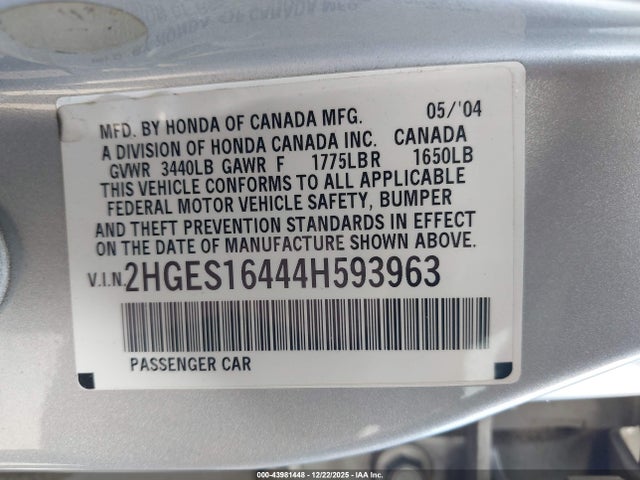 MFD. BY HONDA OF CANADA MFG. 05/'04
A DIVISION OF HONDA CANADA INC. CANADA
GVWR 3440LB GAWR F 1775LBR 1650LB
THIS VEHICLE CONFORMS TO ALL APPLICABLE
FEDERAL MOTOR VEHICLE SAFETY, BUMPER
AND THEFT PREVENTION STANDARDS IN EFFECT
ON THE DATE OF MANUFACTURE SHOWN ABOVE.
V.I.N. 2HGES16444H593963
PASSENGER CAR
000-43981448 - 12/22/2025 - IAA Inc.